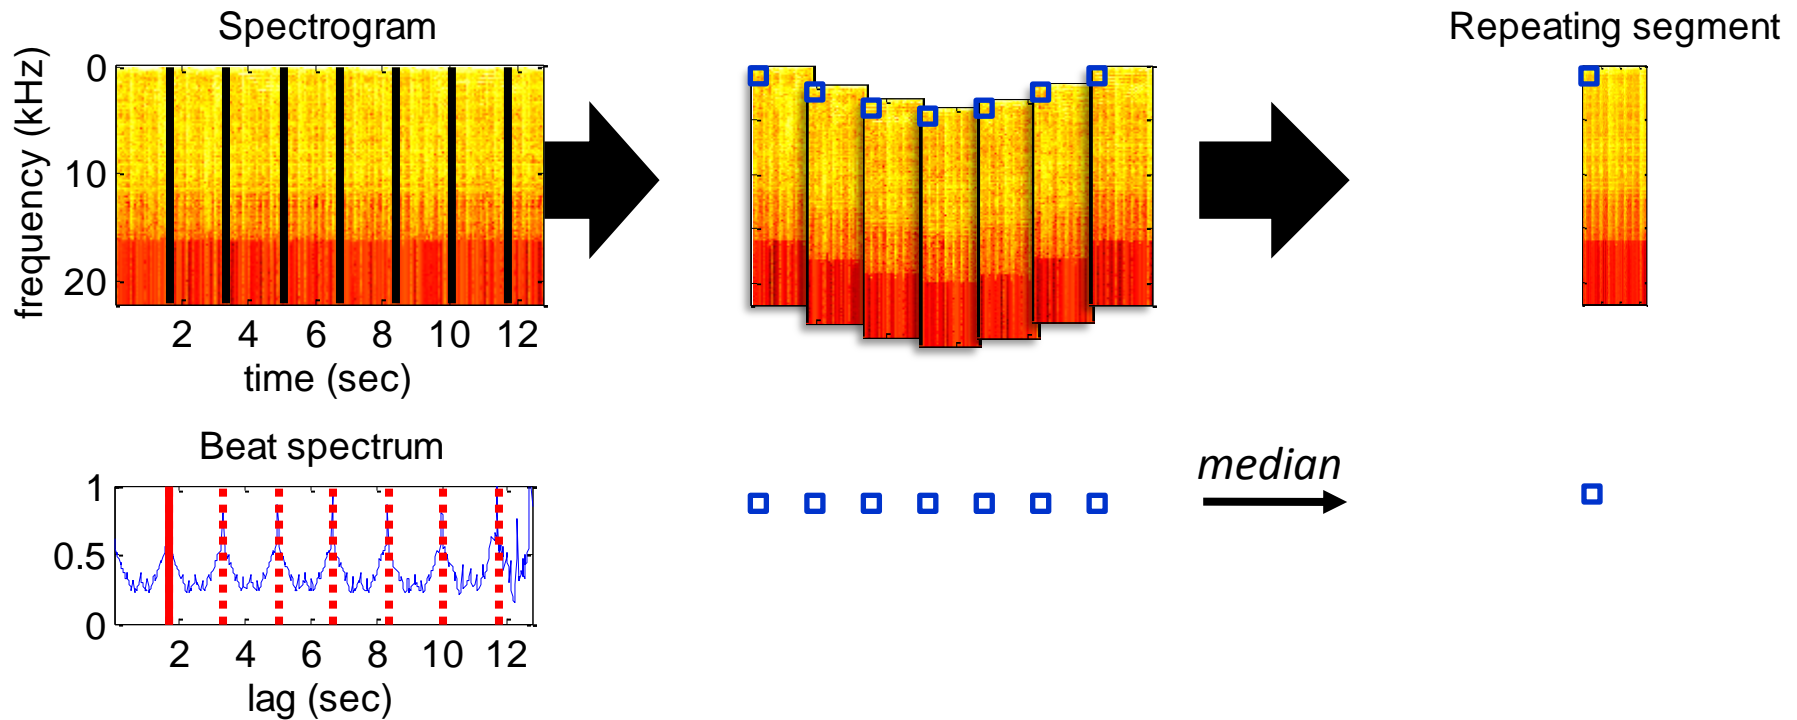 Spectrogram
frequency (kHz)
0
10
20
2 4 6 8 10 12
time (sec)
Repeating segment
Beat spectrum
1
0.5
0
2 4 6 8 10 12
lag (sec)
median